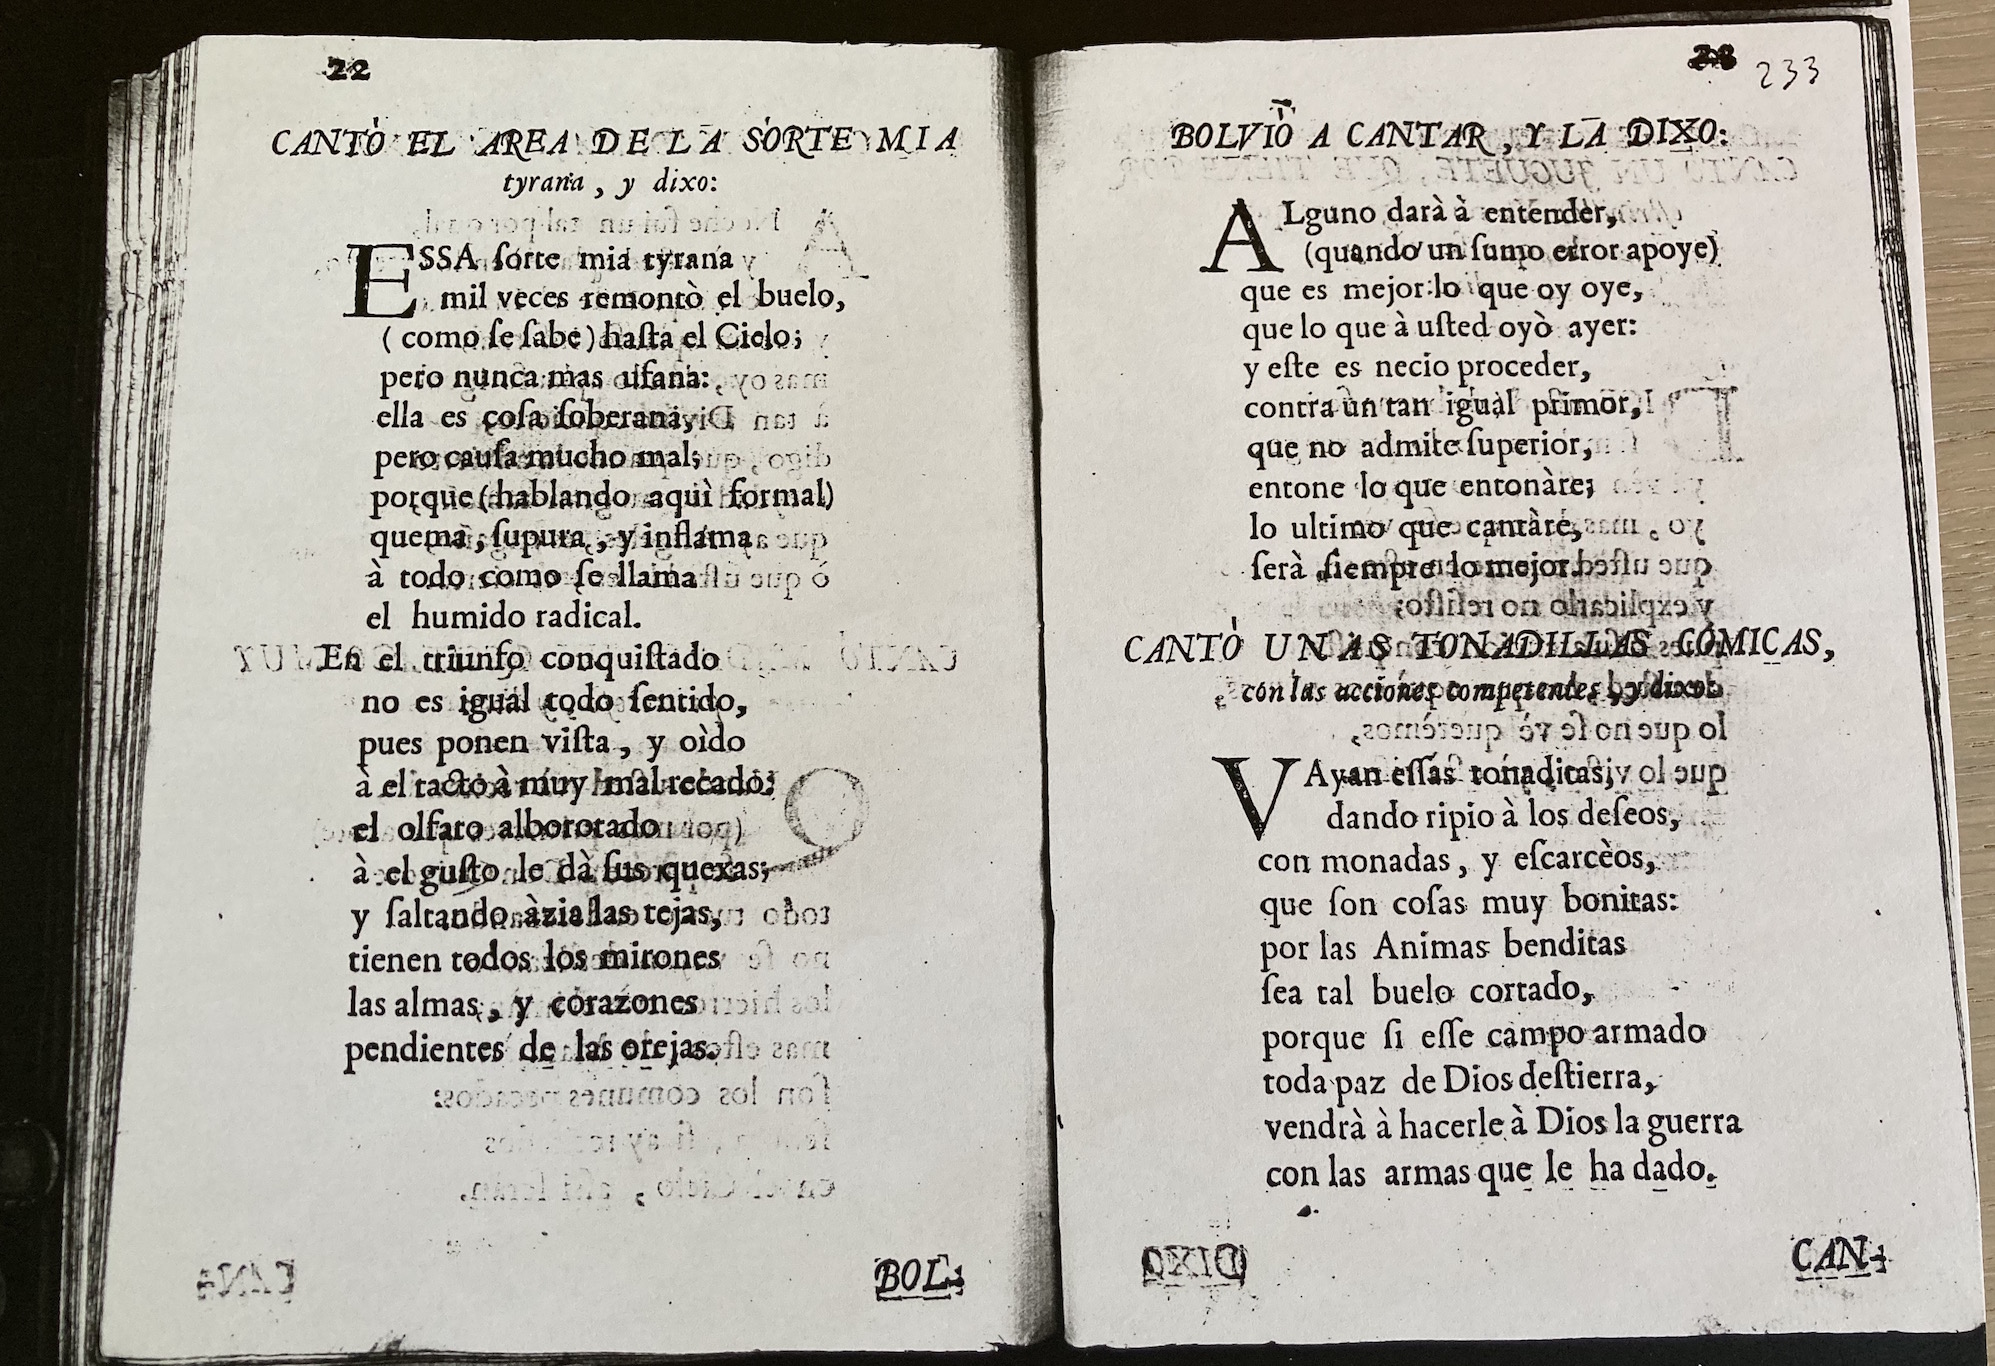 22
CANTÒ EL AREA DE LA SORTE MIA
tyrana, y dixo:
ESSA ſorte mia tyrana
mil veces remontò el buelo,
(como ſe ſabe) haſta el Cielo;
pero nunca mas ufana:
ella es coſa ſoberana,
pero cauſa mucho mal;
porque (hablando aquì formal)
quema, ſupura, y inflama
à todo como ſe llama
el humido radical.
En el triunfo conquiſtado
no es igual todo ſentido,
pues ponen viſta, y oìdo
à el tacto à muy mal recado;
el olfato alborotado
à el guſto le dà ſus quexas;
y ſaltando àzia las tejas,
tienen todos los mirones
las almas, y corazones
pendientes de las orejas.
BOL-
233
BOLVIÒ A CANTAR, Y LA DIXO:
ALguno darà à entender,
(quando un ſumo error apoye)
que es mejor lo que oy oye,
que lo que à uſted oyò ayer:
y eſte es necio proceder,
contra un tan igual primor,
que no admite ſuperior,
entone lo que entonàre;
lo ultimo que cantàre,
ſerà ſiempre lo mejor.
CANTÒ UNAS TONADILLAS CÒMICAS,
con las acciones competentes, y dixo:
VAyan eſſas tonaditas,
dando ripio à los deſeos,
con monadas, y eſcarcèos,
que ſon coſas muy bonitas:
por las Animas benditas
ſea tal buelo cortado,
porque ſi eſſe campo armado
toda paz de Dios deſtierra,
vendrà à hacerle à Dios la guerra
con las armas que le ha dado.
CAN-